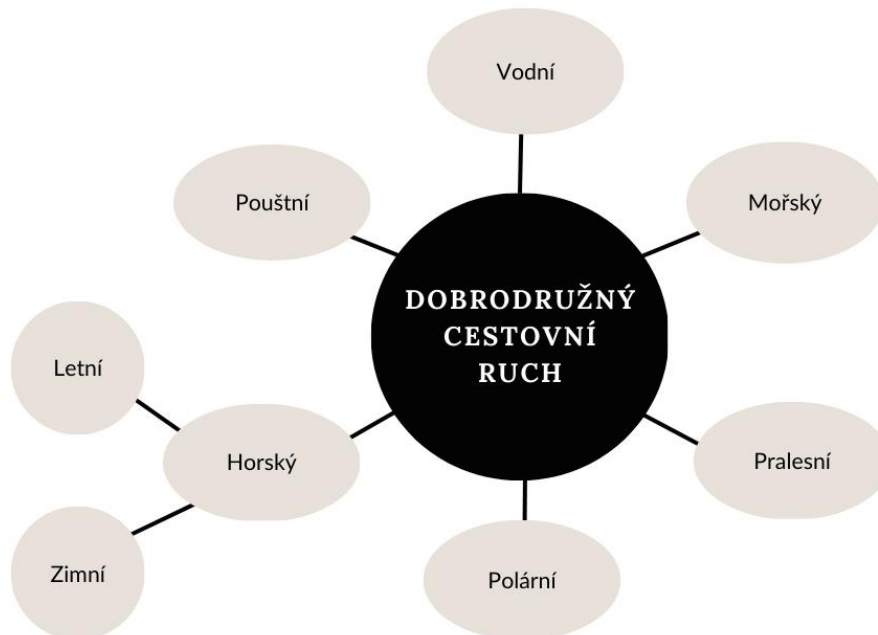 Vodní
Pouštní
Mořský
DOBRODRUŽNÝ
CESTOVNÍ
RUCH
Letní
Horský
Pralesní
Zimní
Polární